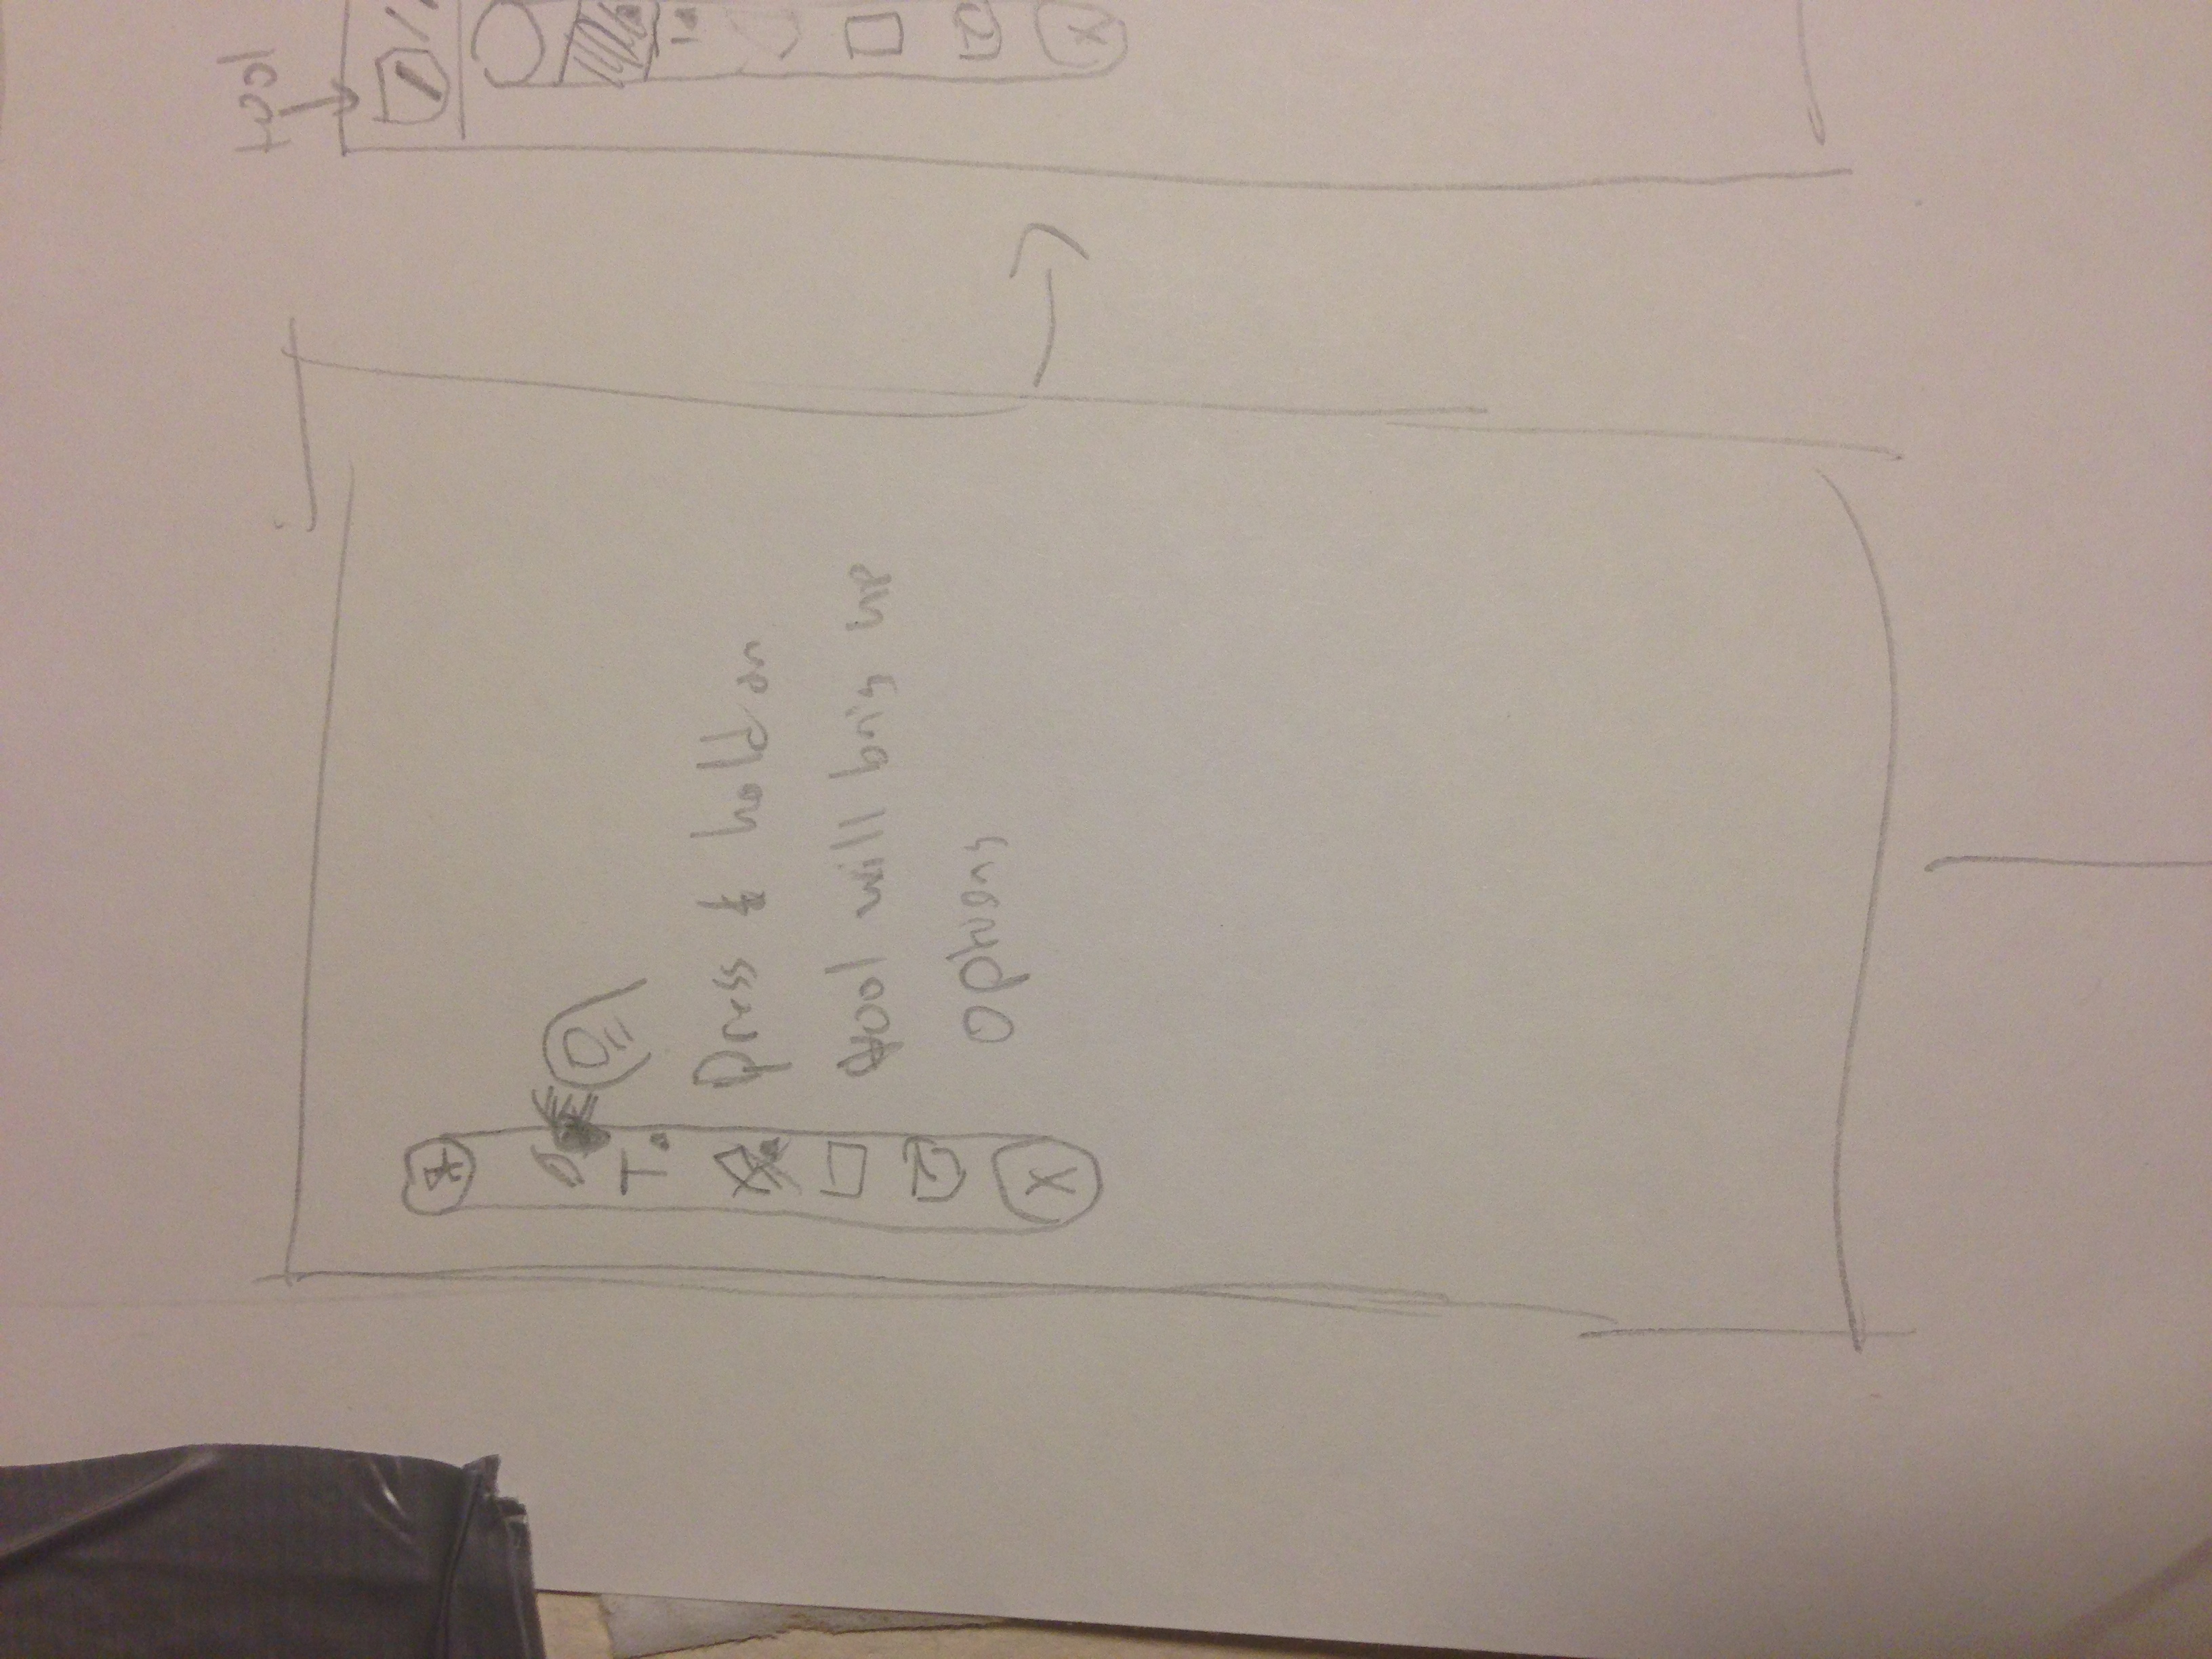 tool
T
Press & hold on
tool will bring up
options
X
T
X